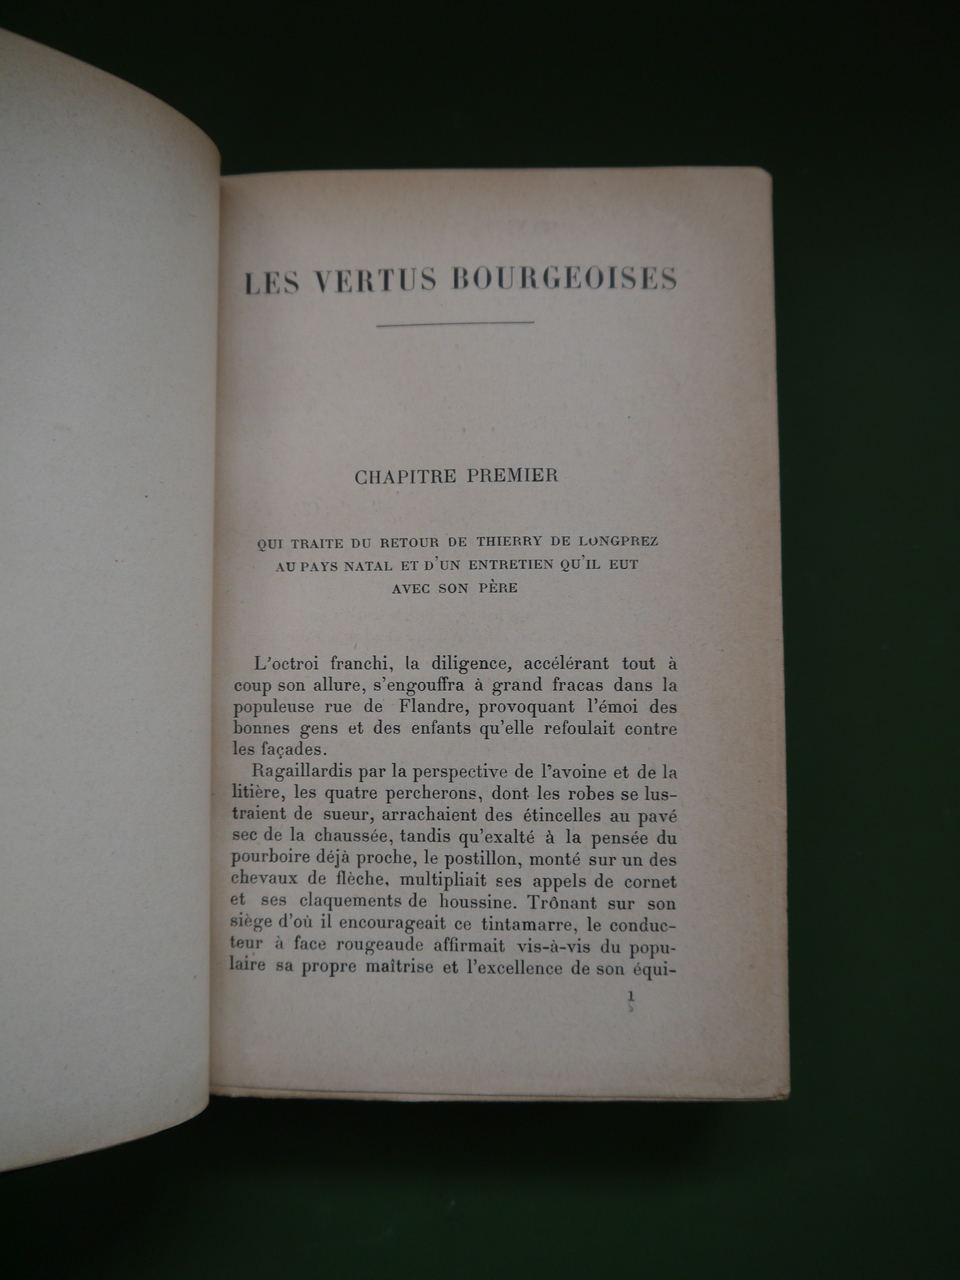 LES VERTUS BOURGEOISES
CHAPITRE PREMIER
QUI TRAITE DU RETOUR DE THIERRY DE LONGPREZ
AU PAYS NATAL ET D'UN ENTRETIEN QU'IL EUT
AVEC SON PÈRE
L'octroi franchi, la diligence, accélérant tout à
coup son allure, s'engouffra à grand fracas dans la
populeuse rue de Flandre, provoquant l'émoi des
bonnes gens et des enfants qu'elle refoulait contre
les façades.
Ragaillardis par la perspective de l'avoine et de la
litière, les quatre percherons, dont les robes se lus-
traient de sueur, arrachaient des étincelles au pavé
sec de la chaussée, tandis qu'exalté à la pensée du
pourboire déjà proche, le postillon, monté sur un des
chevaux de flèche, multipliait ses appels de cornet
et ses claquements de houssine. Trônant sur son
siège d'où il encourageait ce tintamarre, le conduc-
teur à face rougeaude affirmait vis-à-vis du popu-
laire sa propre maîtrise et l'excellence de son équi-
1